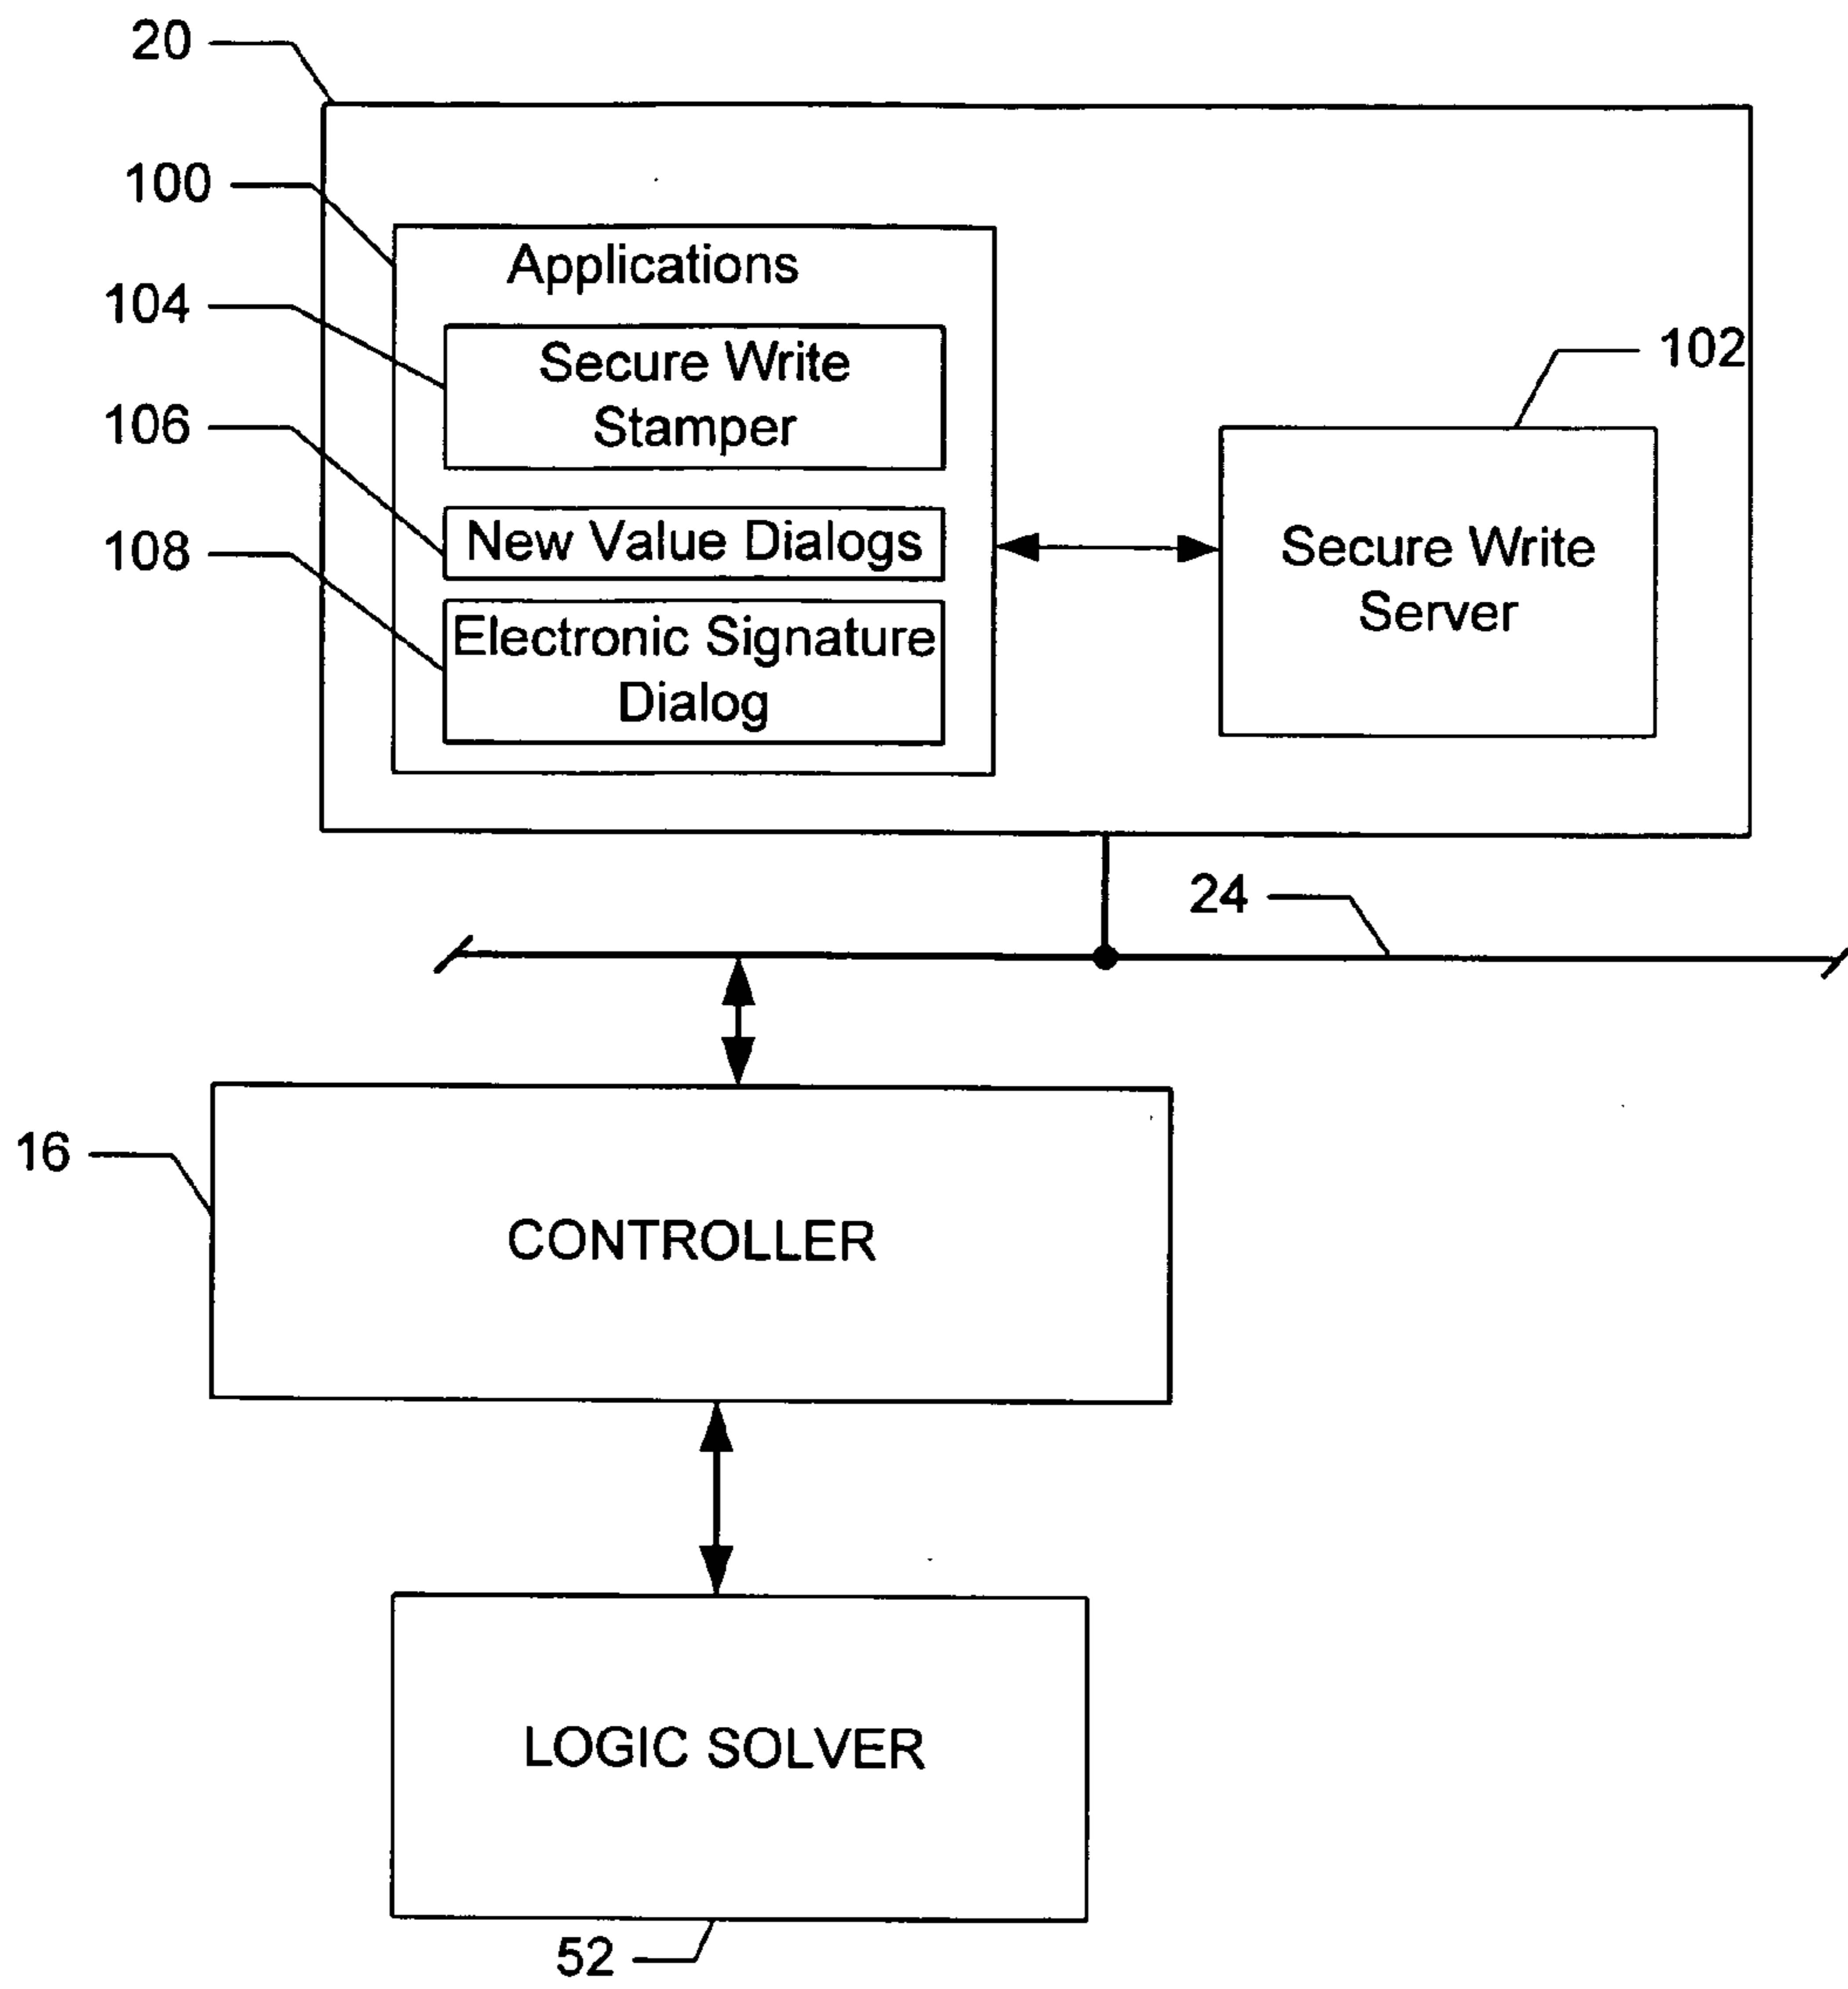 20
100
Applications
104
Secure Write
Stamper
102
106
New Value Dialogs
108
Secure Write
Server
Electronic Signature
Dialog
24
16
CONTROLLER
LOGIC SOLVER
52